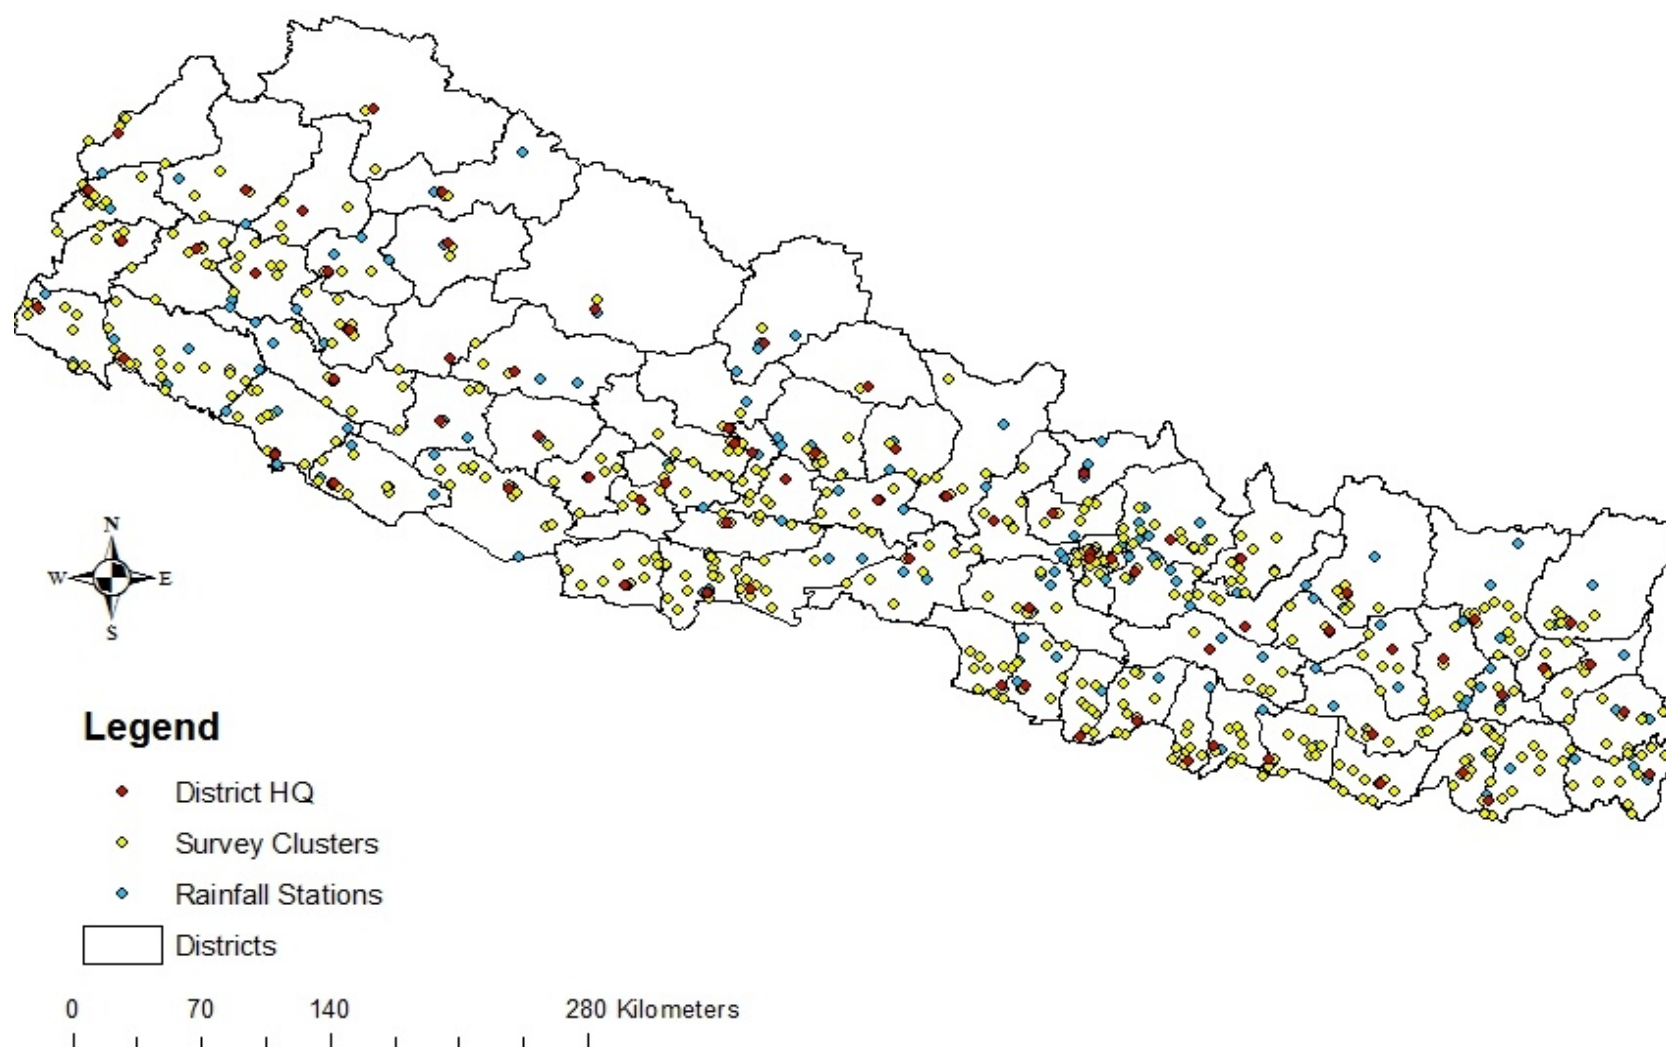 N
W E
S
Legend
District HQ
Survey Clusters
Rainfall Stations
Districts
0 70 140 280 Kilometers